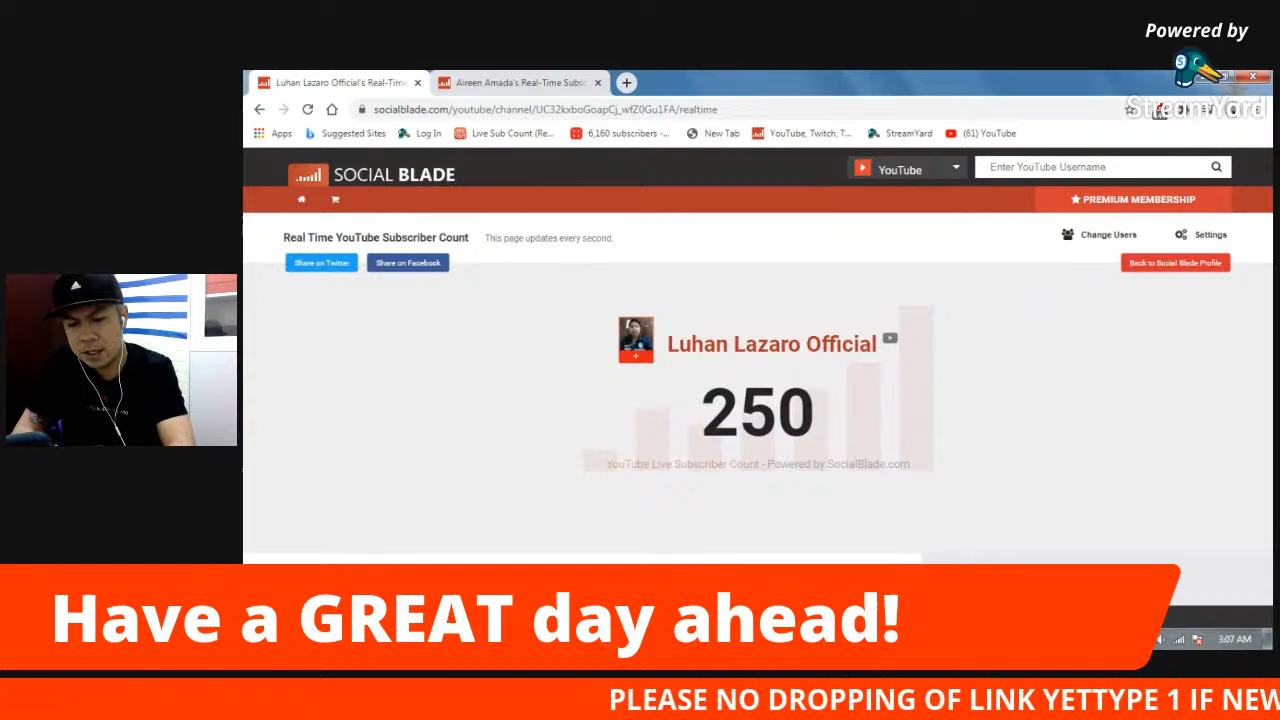 Powered by
StreamYard
Luhan Lazaro Official's Real-Time
Aireen Amada's Real-Time Subsc
socialblade.com/youtube/channel/UC32kxboGoapCj_wfZ0Gu1FA/realtime
Apps
Suggested Sites
Log In
Live Sub Count (Re...
6,160 subscribers -...
New Tab
YouTube, Twitch, T...
StreamYard
(61) YouTube
SOCIAL BLADE
YouTube
Enter YouTube Username
PREMIUM MEMBERSHIP
Real Time YouTube Subscriber Count
This page updates every second.
Change Users
Settings
Share on Twitter
Share on Facebook
Back to Social Blade Profile
Luhan Lazaro Official
250
YouTube Live Subscriber Count - Powered by SocialBlade.com
Have a GREAT day ahead!
3:07 AM
PLEASE NO DROPPING OF LINK YETTYPE 1 IF NEW